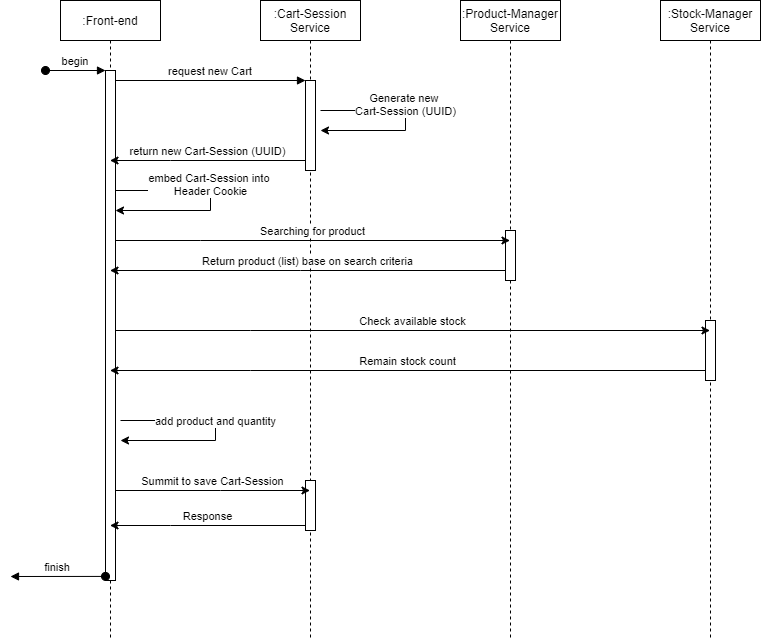 :Front-end
:Cart-Session
Service
:Product-Manager
Service
:Stock-Manager
Service
begin
request new Cart
Generate new
Cart-Session (UUID)
return new Cart-Session (UUID)
embed Cart-Session into
Header Cookie
Searching for product
Return product (list) base on search criteria
Check available stock
Remain stock count
add product and quantity
Summit to save Cart-Session
Response
finish